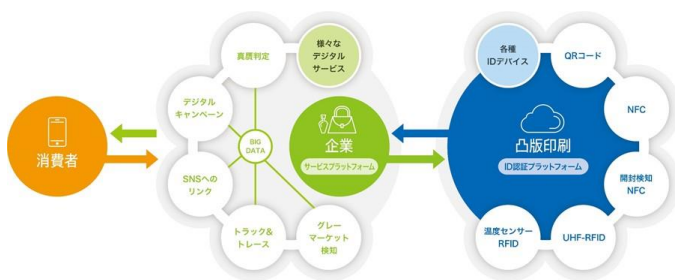 消費者
真贋判定
様々な
デジタル
サービス
デジタル
キャンペーン
BIG
DATA
企業
サービスプラットフォーム
SNSへの
リンク
トラック&
トレース
グレー
マーケット
検知
各種
IDデバイス
QRコード
NFC
凸版印刷
ID認証プラットフォーム
開封検知
NFC
温度センサー
RFID
UHF-RFID